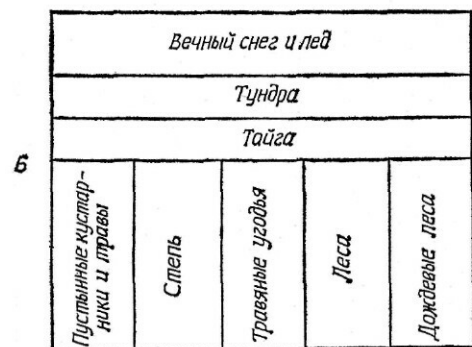 Вечный снег и лед
Тундра
Тайга
б
Пустынные кустар-
ники и травы
Степь
Травяные угодья
Леса
Дождевые леса